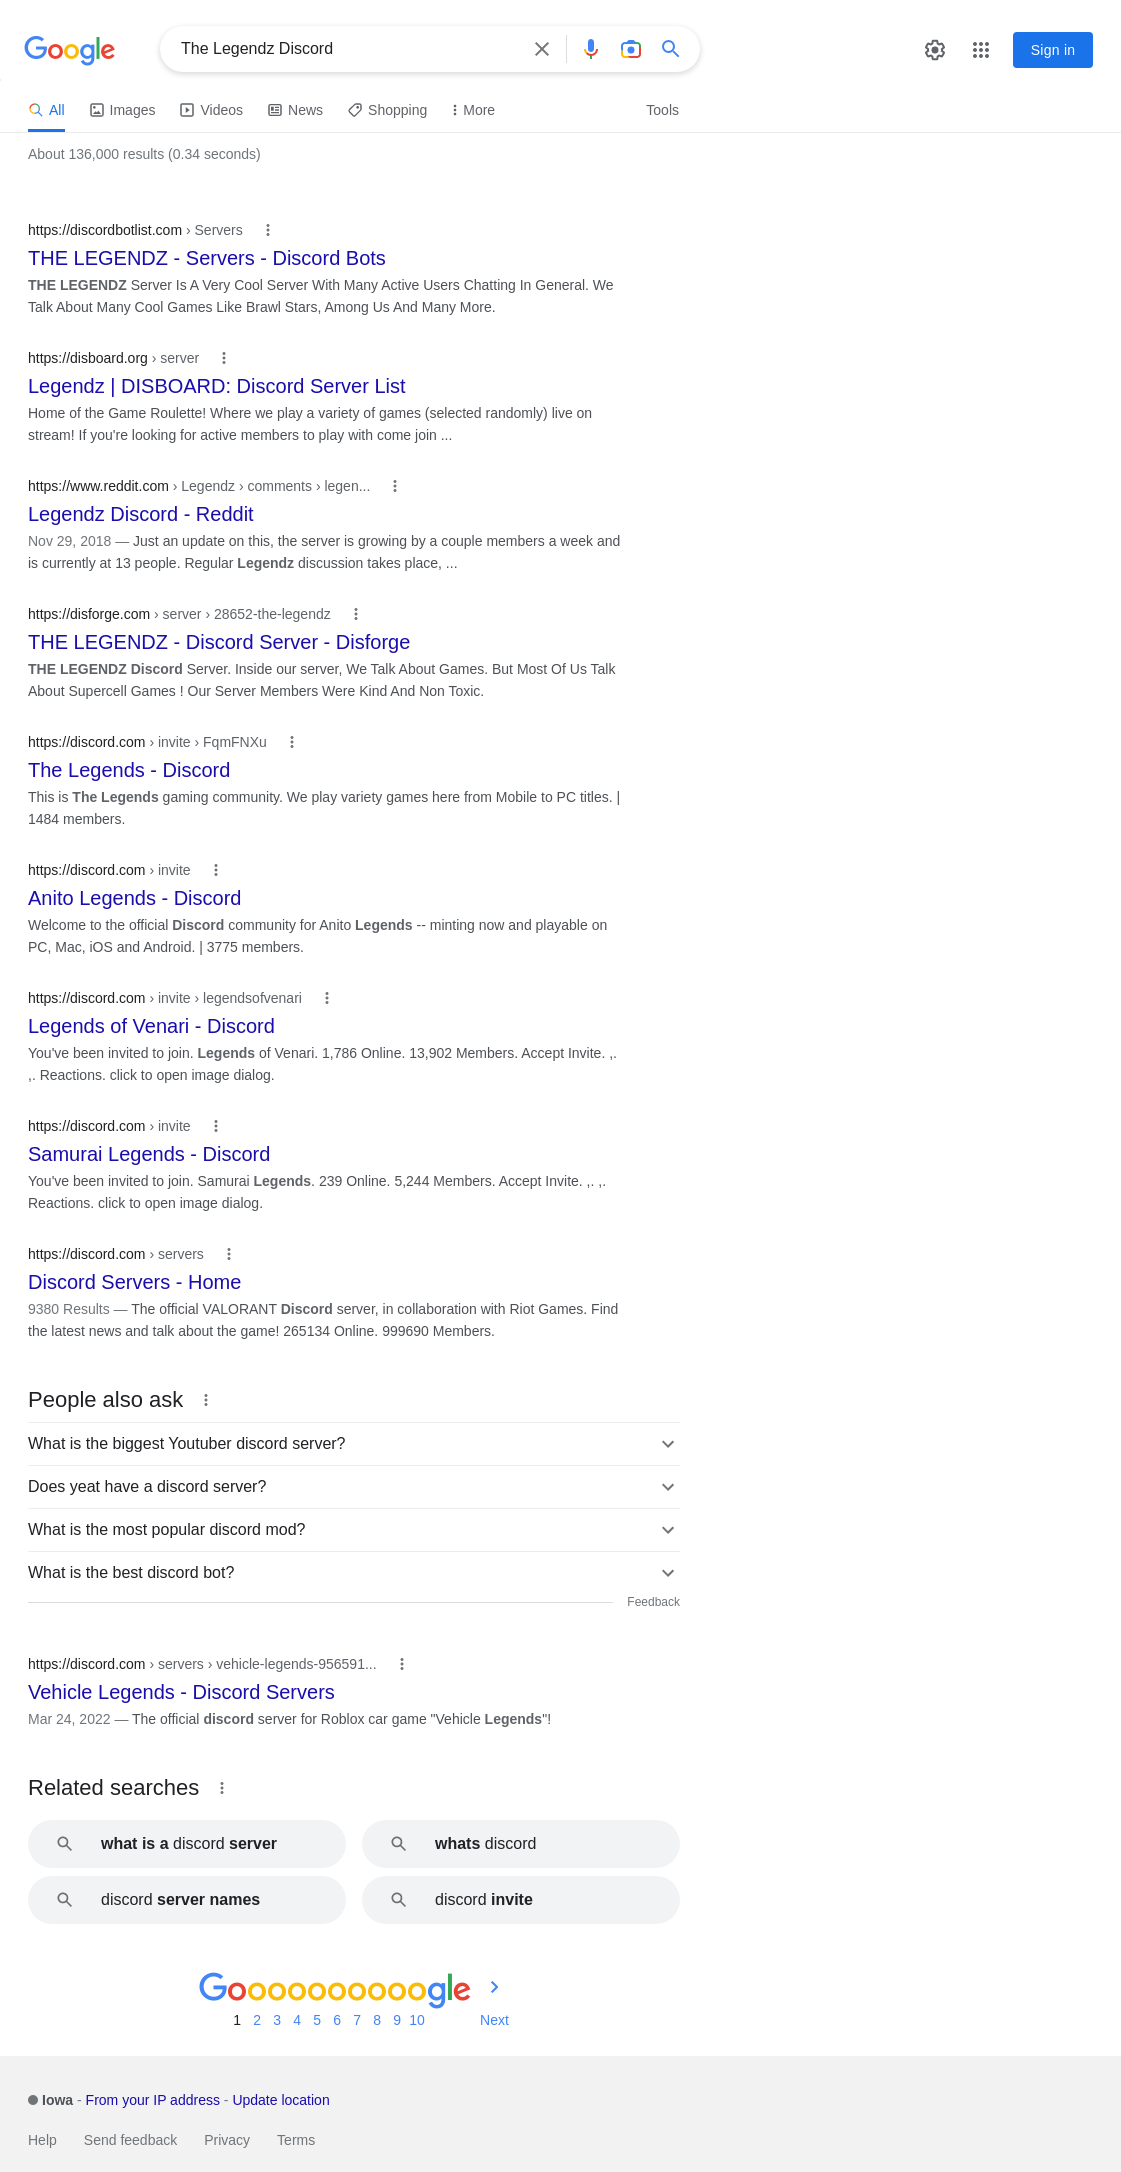 Google
The Legendz Discord
Sign in
All Images Videos News Shopping More Tools
About 136,000 results (0.34 seconds)
https://discordbotlist.com › Servers
THE LEGENDZ - Servers - Discord Bots
THE LEGENDZ Server Is A Very Cool Server With Many Active Users Chatting In General. We
Talk About Many Cool Games Like Brawl Stars, Among Us And Many More.
https://disboard.org › server
Legendz | DISBOARD: Discord Server List
Home of the Game Roulette! Where we play a variety of games (selected randomly) live on
stream! If you're looking for active members to play with come join ...
https://www.reddit.com › Legendz › comments › legen...
Legendz Discord - Reddit
Nov 29, 2018 — Just an update on this, the server is growing by a couple members a week and
is currently at 13 people. Regular Legendz discussion takes place, ...
https://disforge.com › server › 28652-the-legendz
THE LEGENDZ - Discord Server - Disforge
THE LEGENDZ Discord Server. Inside our server, We Talk About Games. But Most Of Us Talk
About Supercell Games ! Our Server Members Were Kind And Non Toxic.
https://discord.com › invite › FqmFNXu
The Legends - Discord
This is The Legends gaming community. We play variety games here from Mobile to PC titles. |
1484 members.
https://discord.com › invite
Anito Legends - Discord
Welcome to the official Discord community for Anito Legends -- minting now and playable on
PC, Mac, iOS and Android. | 3775 members.
https://discord.com › invite › legendsofvenari
Legends of Venari - Discord
You've been invited to join. Legends of Venari. 1,786 Online. 13,902 Members. Accept Invite. ,.
,. Reactions. click to open image dialog.
https://discord.com › invite
Samurai Legends - Discord
You've been invited to join. Samurai Legends. 239 Online. 5,244 Members. Accept Invite. ,. ,.
Reactions. click to open image dialog.
https://discord.com › servers
Discord Servers - Home
9380 Results — The official VALORANT Discord server, in collaboration with Riot Games. Find
the latest news and talk about the game! 265134 Online. 999690 Members.
People also ask
What is the biggest Youtuber discord server?
Does yeat have a discord server?
What is the most popular discord mod?
What is the best discord bot?
Feedback
https://discord.com › servers › vehicle-legends-956591...
Vehicle Legends - Discord Servers
Mar 24, 2022 — The official discord server for Roblox car game "Vehicle Legends"!
Related searches
what is a discord server
whats discord
discord server names
discord invite
Goooooooooogle
1 2 3 4 5 6 7 8 9 10 Next
Iowa - From your IP address - Update location
Help Send feedback Privacy Terms